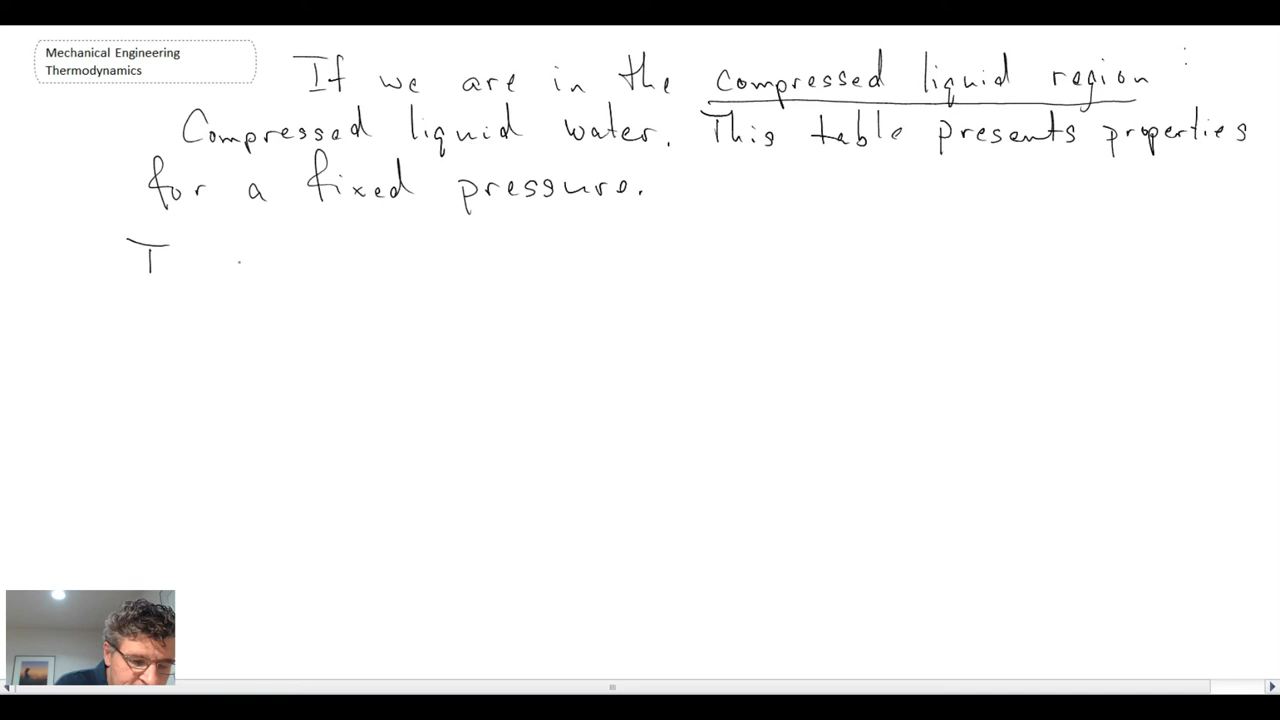 Mechanical Engineering
Thermodynamics
If we are in the compressed liquid region :
Compressed liquid water. This table presents properties
for a fixed pressure.
T